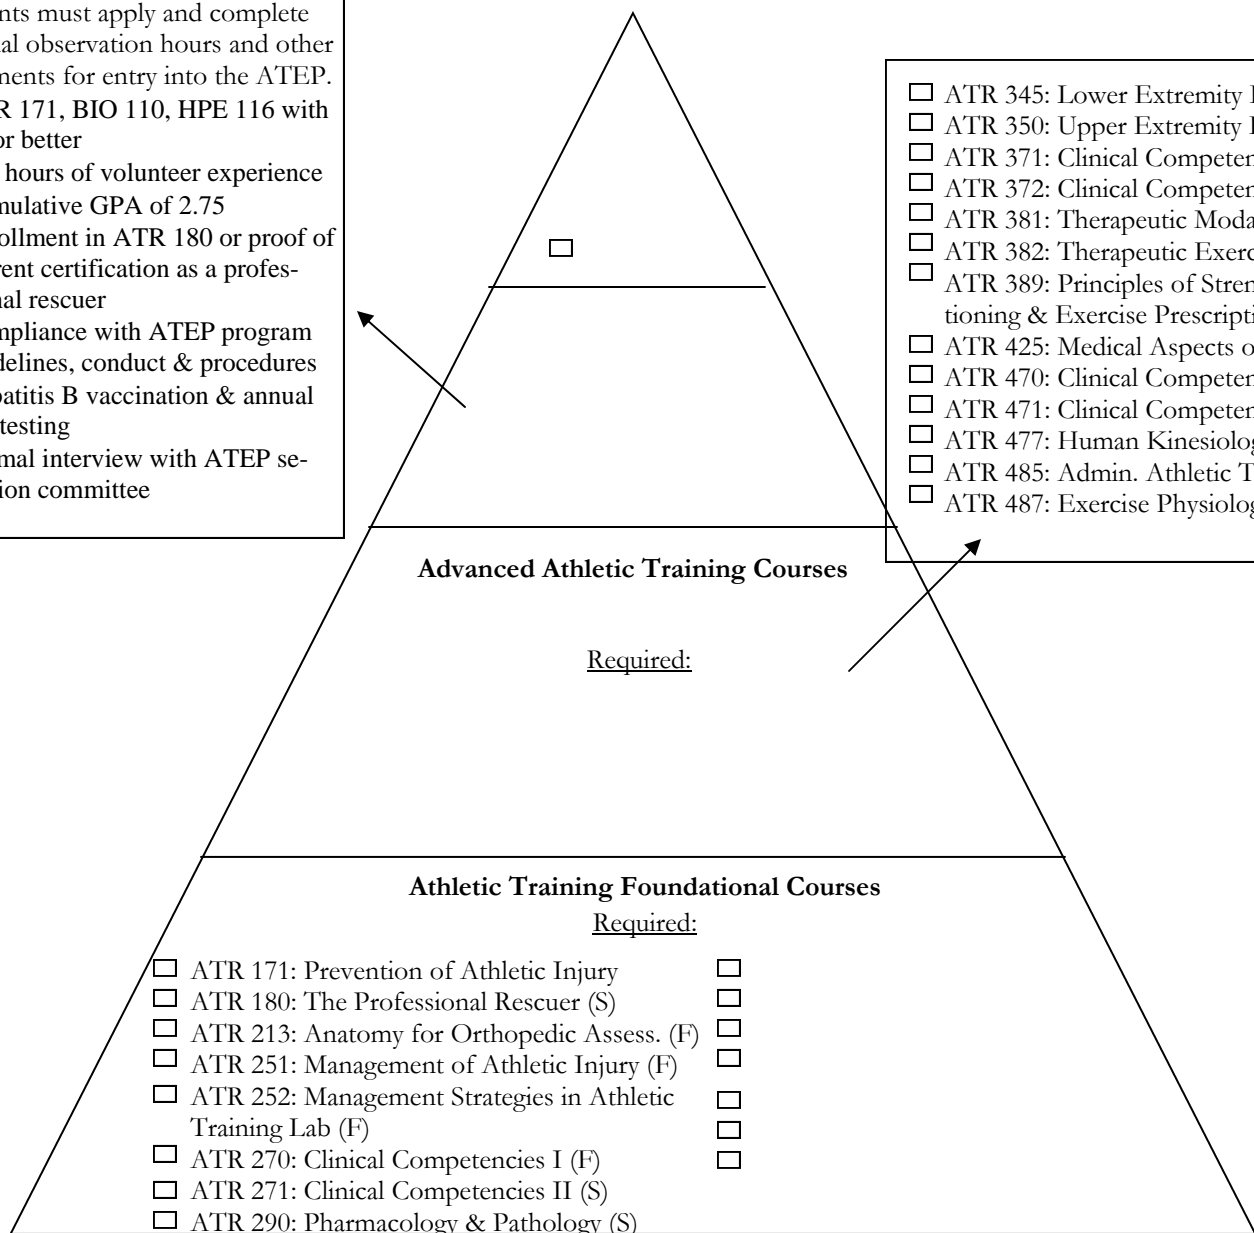 nts must apply and complete
al observation hours and other
ments for entry into the ATEP.
R 171, BIO 110, HPE 116 with
or better
hours of volunteer experience
mulative GPA of 2.75
ollment in ATR 180 or proof of
rent certification as a profes-
nal rescuer
mpliance with ATEP program
delines, conduct & procedures
patitis B vaccination & annual
testing
mal interview with ATEP se-
ion committee
ATR 345: Lower Extremity
ATR 350: Upper Extremity
ATR 371: Clinical Competen
ATR 372: Clinical Competen
ATR 381: Therapeutic Moda
ATR 382: Therapeutic Exerc
ATR 389: Principles of Stren
tioning & Exercise Prescripti
ATR 425: Medical Aspects o
ATR 470: Clinical Competen
ATR 471: Clinical Competen
ATR 477: Human Kinesiolog
ATR 485: Admin. Athletic T
ATR 487: Exercise Physiolog
Advanced Athletic Training Courses
Required:
Athletic Training Foundational Courses
Required:
ATR 171: Prevention of Athletic Injury
ATR 180: The Professional Rescuer (S)
ATR 213: Anatomy for Orthopedic Assess. (F)
ATR 251: Management of Athletic Injury (F)
ATR 252: Management Strategies in Athletic
Training Lab (F)
ATR 270: Clinical Competencies I (F)
ATR 271: Clinical Competencies II (S)
ATR 290: Pharmacology & Pathology (S)